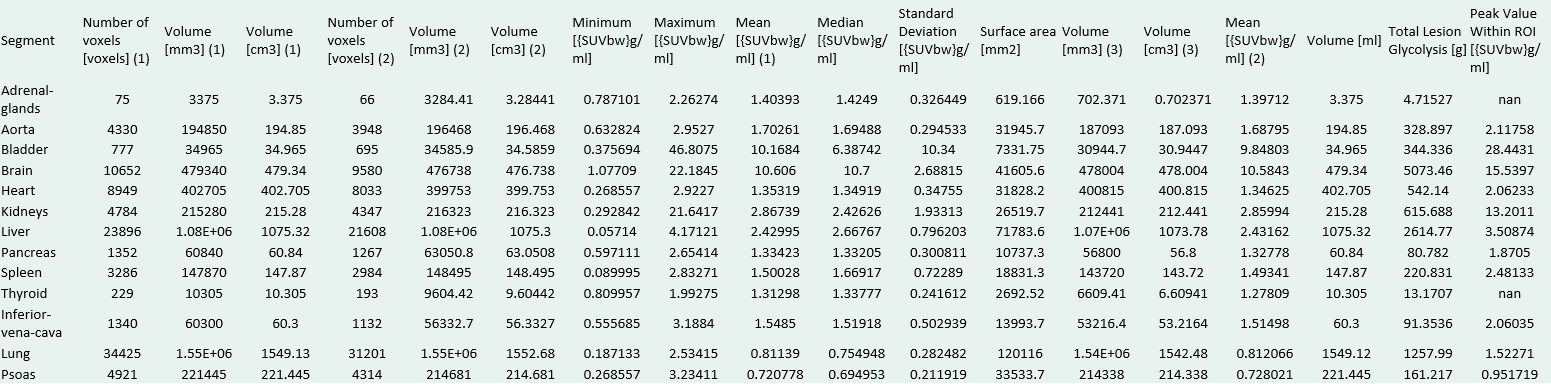 Segment Number of voxels [voxels] (1) Volume [mm3] (1) Volume [cm3] (1) Number of voxels [voxels] (2) Volume [mm3] (2) Volume [cm3] (2) Minimum [{SUVbw}g/ml] Maximum [{SUVbw}g/ml] Mean [{SUVbw}g/ml] (1) Median [{SUVbw}g/ml] Standard Deviation [{SUVbw}g/ml] Surface area [mm2] Volume [mm3] (3) Volume [cm3] (3) Mean [{SUVbw}g/ml] (2) Volume [ml] Total Lesion Glycolysis [g] Peak Value Within ROI [{SUVbw}g/ml]
Adrenal-glands 75 3375 3.375 66 3284.41 3.28441 0.787101 2.26274 1.40393 1.4249 0.326449 619.166 702.371 0.702371 1.39712 3.375 4.71527 nan
Aorta 4330 194850 194.85 3948 196468 196.468 0.632824 2.9527 1.70261 1.69488 0.294533 31945.7 187093 187.093 1.68795 194.85 328.897 2.11758
Bladder 777 34965 34.965 695 34585.9 34.5859 0.375694 46.8075 10.1684 6.38742 10.34 7331.75 30944.7 30.9447 9.84803 34.965 344.336 28.4431
Brain 10652 479340 479.34 9580 476738 476.738 1.07709 22.1845 10.606 10.7 2.68815 41605.6 478004 478.004 10.5843 479.34 5073.46 15.5397
Heart 8949 402705 402.705 8033 399753 399.753 0.268557 2.9227 1.35319 1.34919 0.34755 31828.2 400815 400.815 1.34625 402.705 542.14 2.06233
Kidneys 4784 215280 215.28 4347 216323 216.323 0.292842 21.6417 2.86739 2.42626 1.93313 26519.7 212441 212.441 2.85994 215.28 615.688 13.2011
Liver 23896 1.08E+06 1075.32 21608 1.08E+06 1075.3 0.05714 4.17121 2.42995 2.66767 0.796203 71783.6 1.07E+06 1073.78 2.43162 1075.32 2614.77 3.50874
Pancreas 1352 60840 60.84 1267 63050.8 63.0508 0.597111 2.65414 1.33423 1.33205 0.300811 10737.3 56800 56.8 1.32778 60.84 80.782 1.8705
Spleen 3286 147870 147.87 2984 148495 148.495 0.089995 2.83271 1.50028 1.66917 0.72289 18831.3 143720 143.72 1.49341 147.87 220.831 2.48133
Thyroid 229 10305 10.305 193 9604.42 9.60442 0.809957 1.99275 1.31298 1.33777 0.241612 2692.52 6609.41 6.60941 1.27809 10.305 13.1707 nan
Inferior-vena-cava 1340 60300 60.3 1132 56332.7 56.3327 0.555685 3.1884 1.5485 1.51918 0.502939 13993.7 53216.4 53.2164 1.51498 60.3 91.3536 2.06035
Lung 34425 1.55E+06 1549.13 31201 1.55E+06 1552.68 0.187133 2.53415 0.81139 0.754948 0.282482 120116 1.54E+06 1542.48 0.812066 1549.12 1257.99 1.52271
Psoas 4921 221445 221.445 4314 214681 214.681 0.268557 3.23411 0.720778 0.694953 0.211919 33533.7 214338 214.338 0.728021 221.445 161.217 0.951719